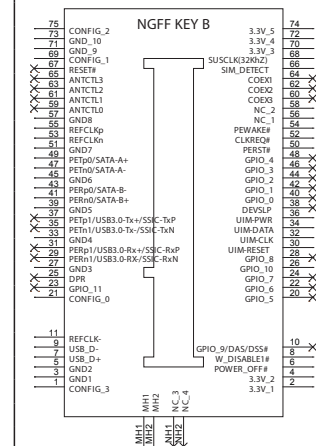 NGFF KEY B
75 CONFIG_2 3.3V_5 74
73 GND_10 3.3V_4 72
71 GND_9 3.3V_3 70
69 CONFIG_1 SUSCLK(32KhZ) 68
67 RESET# SIM_DETECT 66
65 ANTCTL3 COEX1 64
63 ANTCTL2 COEX2 62
61 ANTCTL1 COEX3 60
59 ANTCTL0 NC_2 58
57 GND8 NC_1 56
55 REFCLKp PEWAKE# 54
53 REFCLKn CLKREQ# 52
51 GND7 PERST# 50
49 PETp0/SATA-A+ GPIO_4 48
47 PETn0/SATA-A- GPIO_3 46
45 GND6 GPIO_2 44
43 PERp0/SATA-B- GPIO_1 42
41 PERn0/SATA-B+ GPIO_0 40
39 GND5 DEVSLP 38
37 PETp1/USB3.0-Tx+/SSIC-TxP UIM-PWR 36
35 PETn1/USB3.0-Tx-/SSIC-TxN UIM-DATA 34
33 GND4 UIM-CLK 32
31 PERp1/USB3.0-Rx+/SSIC-RxP UIM-RESET 30
29 PERn1/USB3.0-RX-/SSIC-RxN GPIO_8 28
27 GND3 GPIO_10 26
25 DPR GPIO_7 24
23 GPIO_11 GPIO_6 22
21 CONFIG_0 GPIO_5 20
11 REFCLK-
9 USB_D- GPIO_9/DAS/DSS# 10
7 USB_D+ W_DISABLE1# 8
5 GND2 POWER_OFF# 6
3 GND1 3.3V_2 4
1 CONFIG_3 3.3V_1 2
MH1 MH2 NC_3 NC_4
MH1 MH2 NH1 NH2